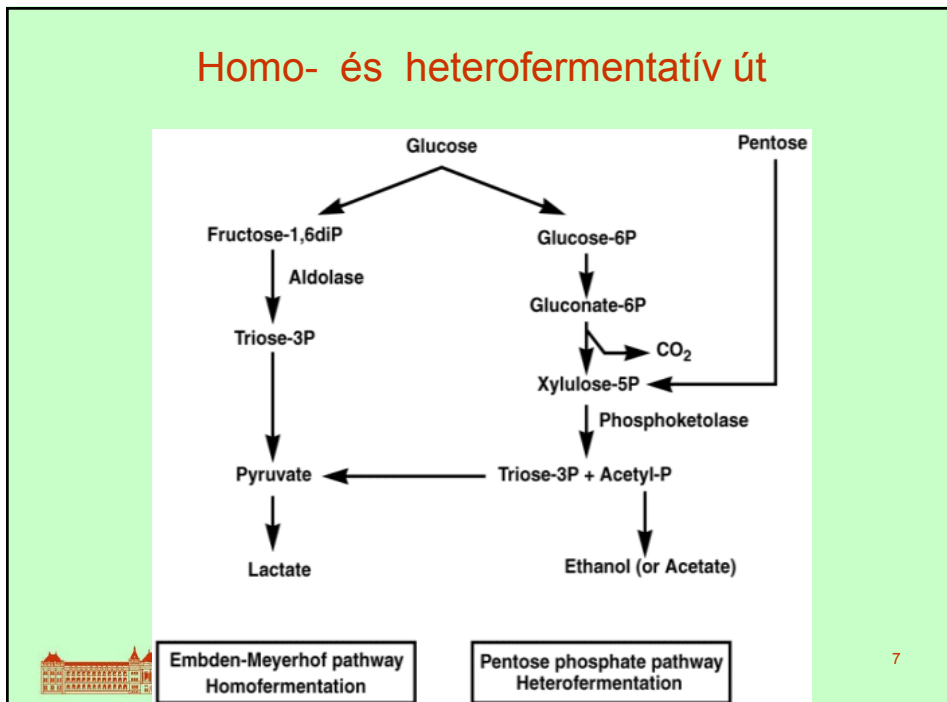 Homo- és heterofermentatív út
Glucose
Pentose
Fructose-1,6diP
Glucose-6P
Aldolase
Gluconate-6P
Triose-3P
CO₂
Xylulose-5P
Phosphoketolase
Pyruvate
Triose-3P + Acetyl-P
Lactate
Ethanol (or Acetate)
Embden-Meyerhof pathway
Homofermentation
Pentose phosphate pathway
Heterofermentation
7